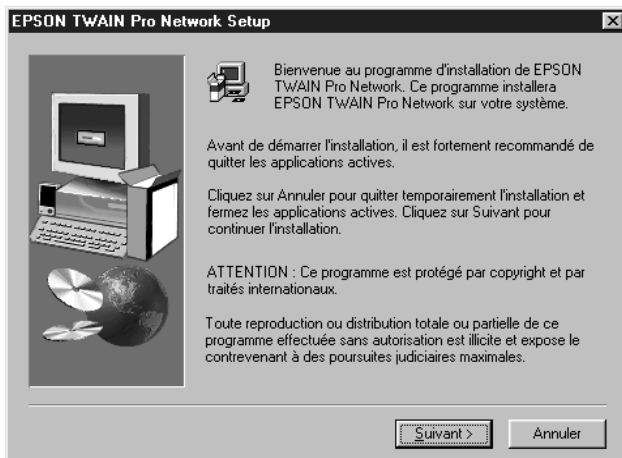 EPSON TWAIN Pro Network Setup
Bienvenue au programme d'installation de EPSON
TWAIN Pro Network. Ce programme installera
EPSON TWAIN Pro Network sur votre système.
Avant de démarrer l'installation, il est fortement recommandé de
quitter les applications actives.
Cliquez sur Annuler pour quitter temporairement l'installation et
fermez les applications actives. Cliquez sur Suivant pour
continuer l'installation.
ATTENTION : Ce programme est protégé par copyright et par
traités internationaux.
Toute reproduction ou distribution totale ou partielle de ce
programme effectuée sans autorisation est illicite et expose le
contrevenant à des poursuites judiciaires maximales.
Suivant >
Annuler